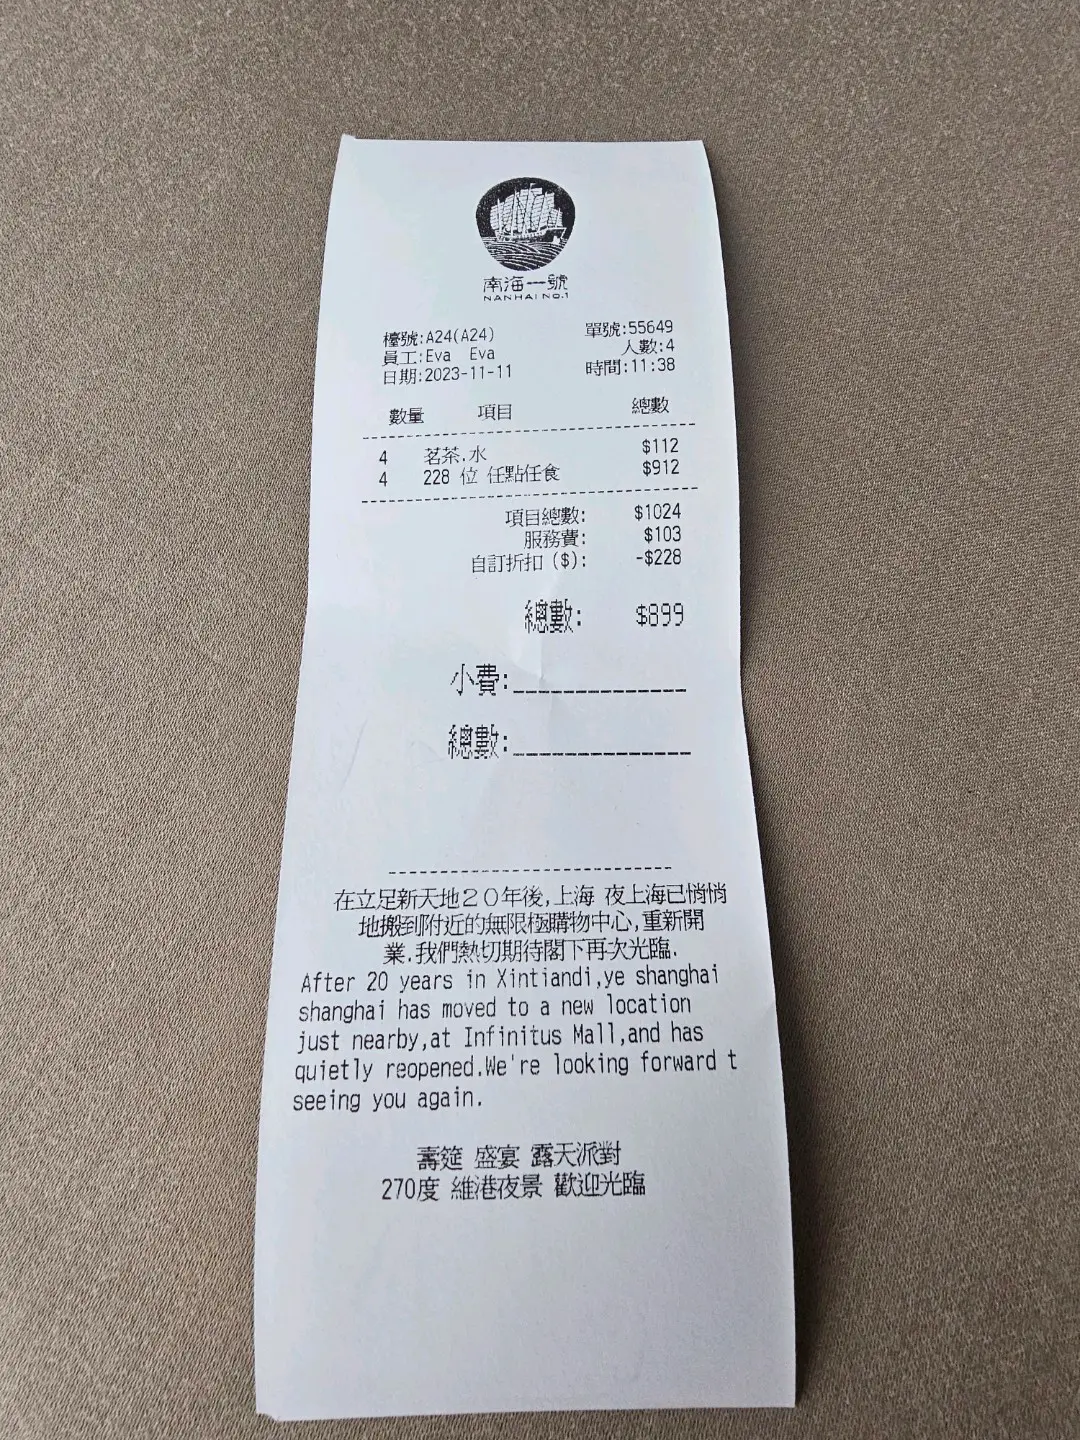 南海一號
NANHAI No.1
檯號:A24(A24) 單號:55649
員工:Eva Eva 人數:4
日期:2023-11-11 時間:11:38
數量 項目 總數
4 茗茶.水 $112
4 228 位 任點任食 $912
項目總數: $1024
服務費: $103
自訂折扣 ($): -$228
總數: $899
小費:
總數:
在立足新天地20年後,上海 夜上海已悄悄
地搬到附近的無限極購物中心,重新開
業.我們熱切期待閣下再次光臨.
After 20 years in Xintiandi,ye shanghai
shanghai has moved to a new location
just nearby,at Infinitus Mall,and has
quietly reopened.We're looking forward t
seeing you again.
壽筵 盛宴 露天派對
270度 維港夜景 歡迎光臨